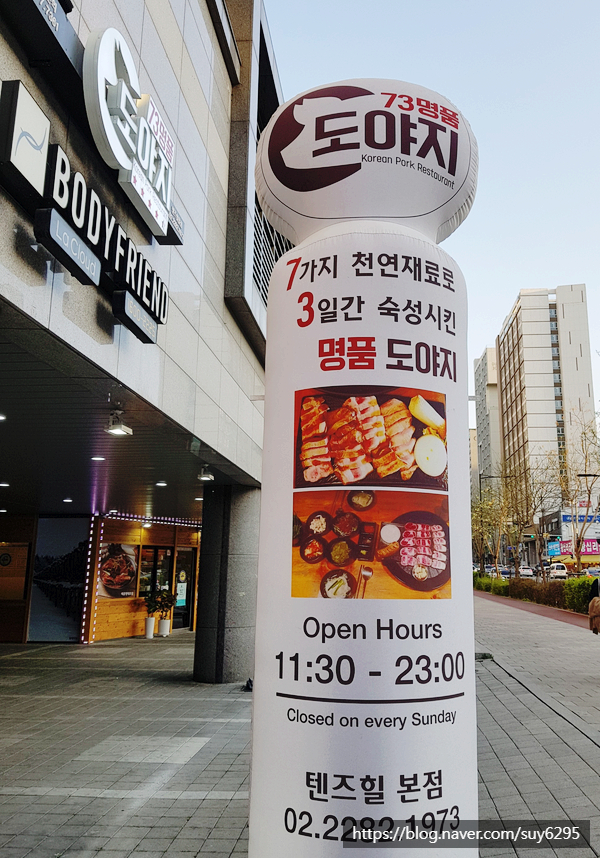 73명품
도야지
Korean Pork Restaurant
7가지 천연재료로
3일간 숙성시킨
명품 도야지
Open Hours
11:30 - 23:00
Closed on every Sunday
텐즈힐 본점
02.2282.1973
73명품
도야지
BODYFRIEND
LaCloud
https://blog.naver.com/suy6295